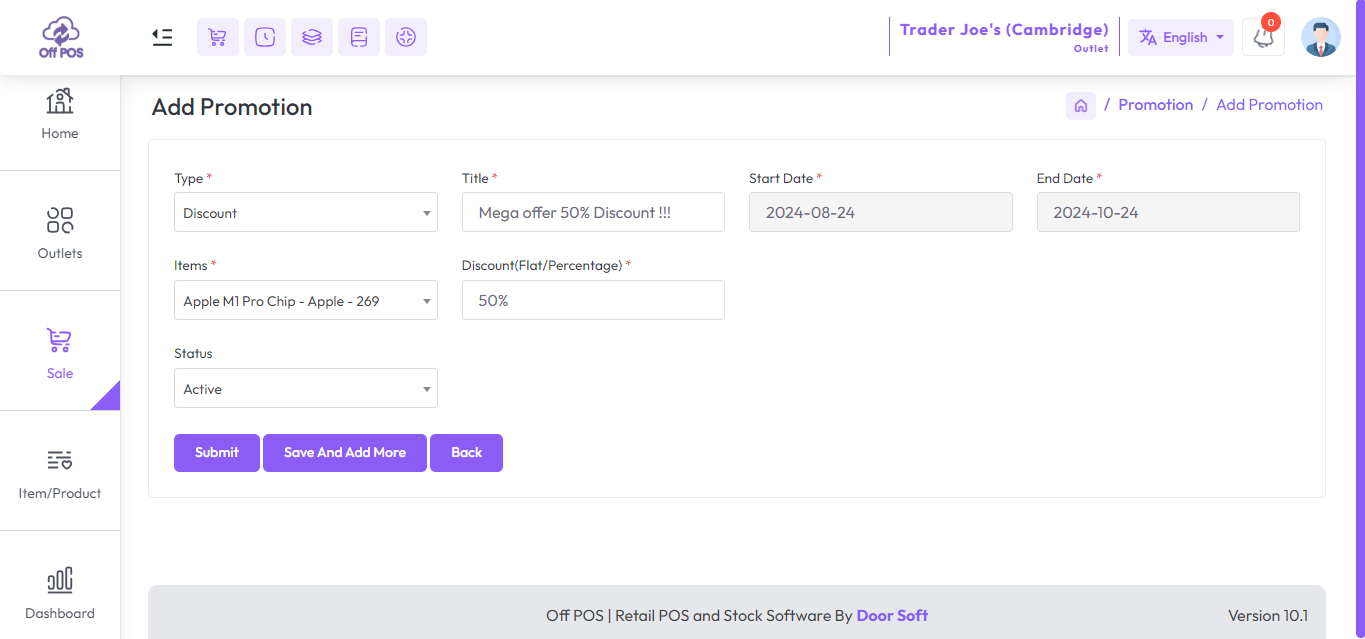 Off POS
Trader Joe's (Cambridge)
Outlet
English
0
Home
Outlets
Sale
Item/Product
Dashboard
Add Promotion
/ Promotion / Add Promotion
Type * Title * Start Date * End Date *
Discount Mega offer 50% Discount !!! 2024-08-24 2024-10-24
Items * Discount(Flat/Percentage) *
Apple M1 Pro Chip - Apple - 269 50%
Status
Active
Submit Save And Add More Back
Off POS | Retail POS and Stock Software By Door Soft Version 10.1